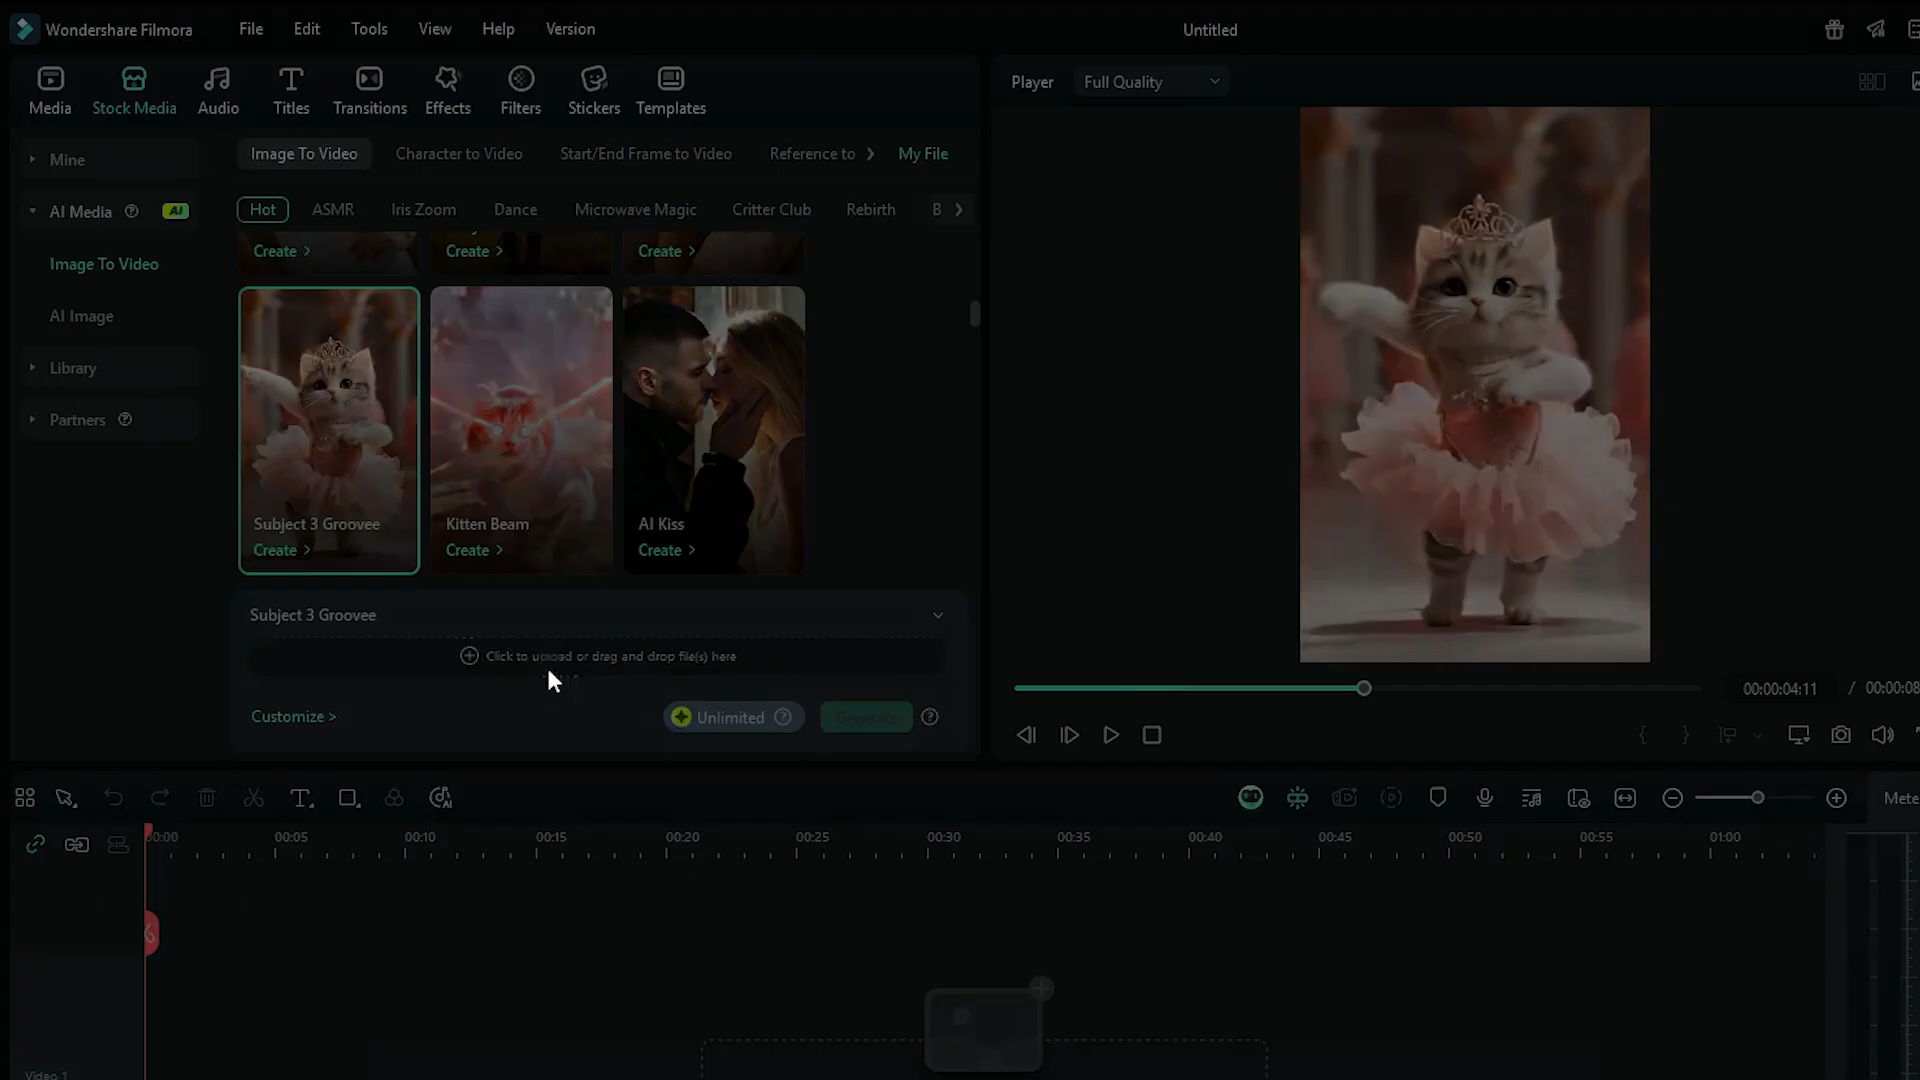 Wondershare Filmora
File
Edit
Tools
View
Help
Version
Untitled
Media
Stock Media
Audio
Titles
Transitions
Effects
Filters
Stickers
Templates
Player
Full Quality
Mine
AI Media
AI
Image To Video
AI Image
Library
Partners
Image To Video
Character to Video
Start/End Frame to Video
Reference to
My File
Hot
ASMR
Iris Zoom
Dance
Microwave Magic
Critter Club
Rebirth
B
Create >
Create >
Create >
Subject 3 Groovee
Create >
Kitten Beam
Create >
AI Kiss
Create >
Subject 3 Groovee
Click to upload or drag and drop file(s) here
Customize >
Unlimited
Generate
00:00:04:11 / 00:00:08
Mete
00:00
00:05
00:10
00:15
00:20
00:25
00:30
00:35
00:40
00:45
00:50
00:55
01:00
Video 1